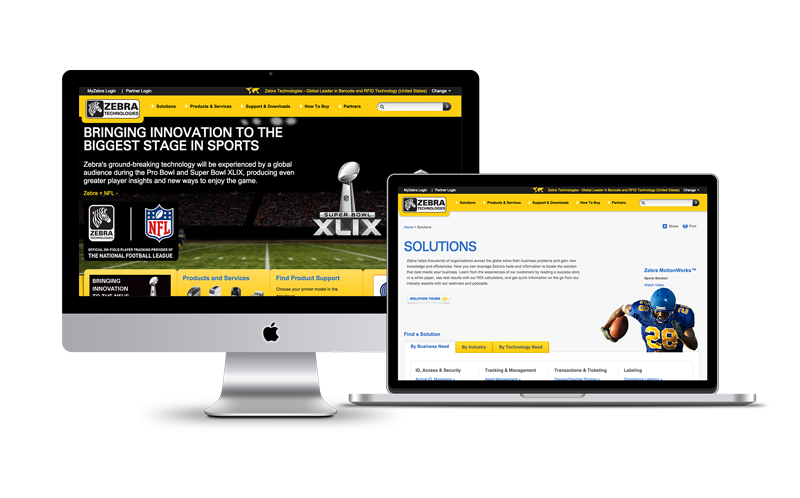 MyZebra Login | Partner Login
Zebra Technologies - Global Leader in Barcode and RFID Technology (United States) Change
ZEBRA
TECHNOLOGIES
Solutions Products & Services Support & Downloads How To Buy Partners
BRINGING INNOVATION TO THE
BIGGEST STAGE IN SPORTS
Zebra's ground-breaking technology will be experienced by a global
audience during the Pro Bowl and Super Bowl XLIX, producing even
greater player insights and new ways to enjoy the game.
Zebra + NFL ›
ZEBRA
NFL
SUPER BOWL
XLIX
OFFICIAL ON-FIELD PLAYER TRACKING PROVIDER OF
THE NATIONAL FOOTBALL LEAGUE
BRINGING
INNOVATION
TO THE NFL'S
Products and Services
Find Product Support
Choose your printer model in the
MyZebra Login | Partner Login
Zebra Technologies - Global Leader in Barcode and RFID Technology (United States) Change
ZEBRA
TECHNOLOGIES
Solutions Products & Services Support & Downloads How To Buy Partners
Home > Solutions
Share Print
SOLUTIONS
Zebra helps thousands of organizations across the globe solve their business problems and gain new
knowledge and efficiencies. Now you can leverage Zebra's tools and information to locate the solution
that best meets your business. Learn from the experiences of our customers by reading a success story
or a white paper, see real results with our ROI calculators, and get quick information on the go from our
industry experts with our webinars and podcasts.
SOLUTION TOURS
Zebra MotionWorks™
Sports Solution
Watch Video
28
Find a Solution
By Business Need By Industry By Technology Need
ID, Access & Security Tracking & Management Transactions & Ticketing Labeling
Animal ID, Movement Asset Management Coupon/Voucher Printing Compliance Labeling